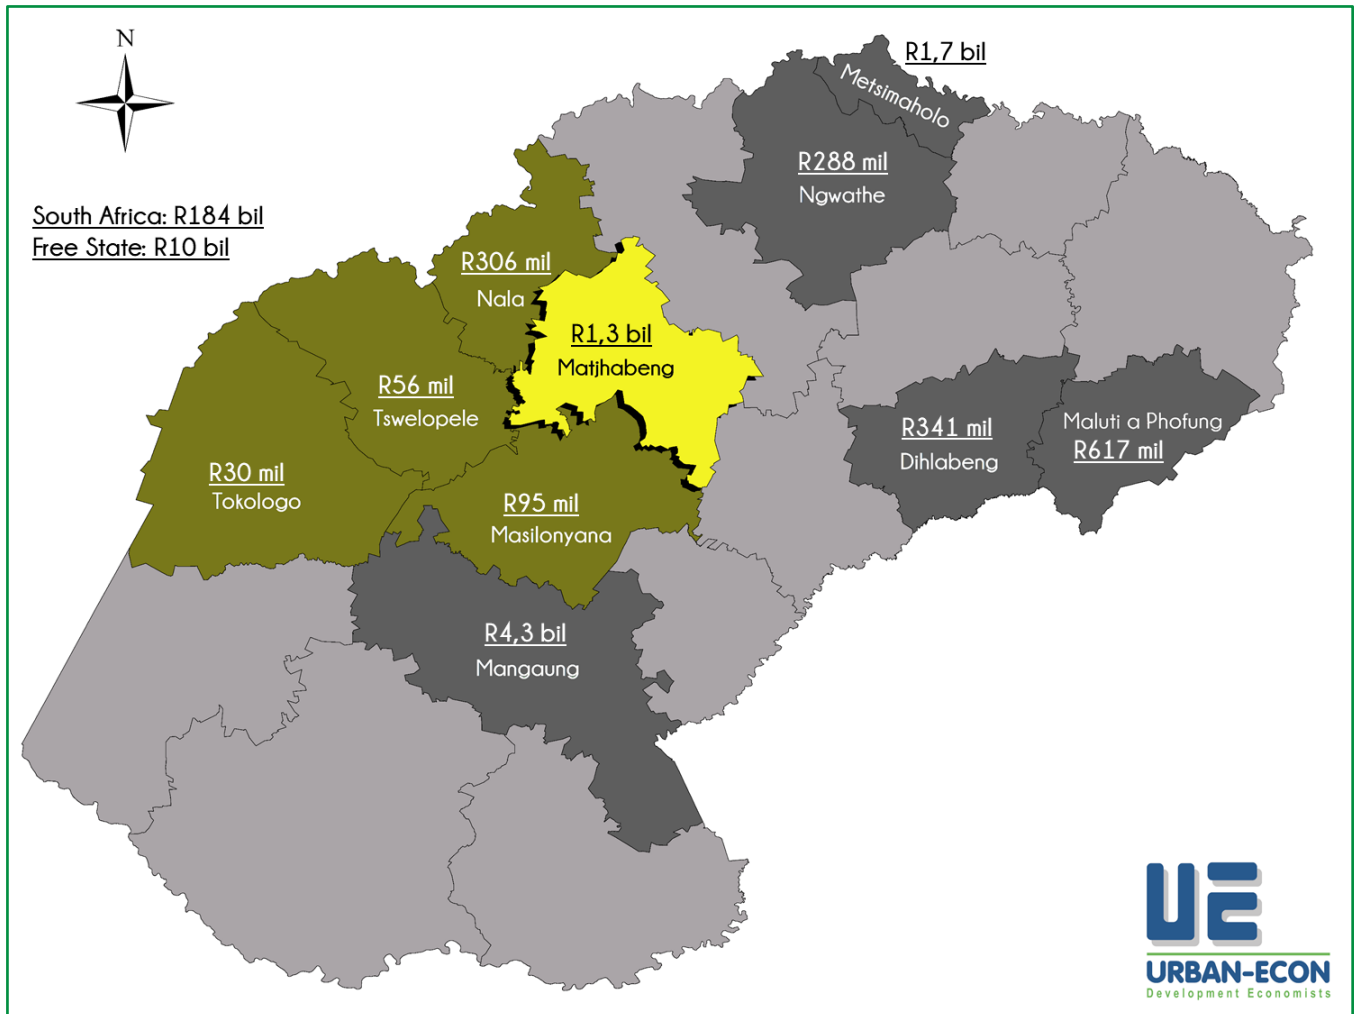 N
R1,7 bil
Metsimaholo
R288 mil
Ngwathe
South Africa: R184 bil
Free State: R10 bil
R306 mil
Nala
R1,3 bil
Matjhabeng
R56 mil
Tswelopele
R341 mil
Dihlabeng
Maluti a Phofung
R617 mil
R30 mil
Tokologo
R95 mil
Masilonyana
R4,3 bil
Mangaung
UE
URBAN-ECON
Development Economists